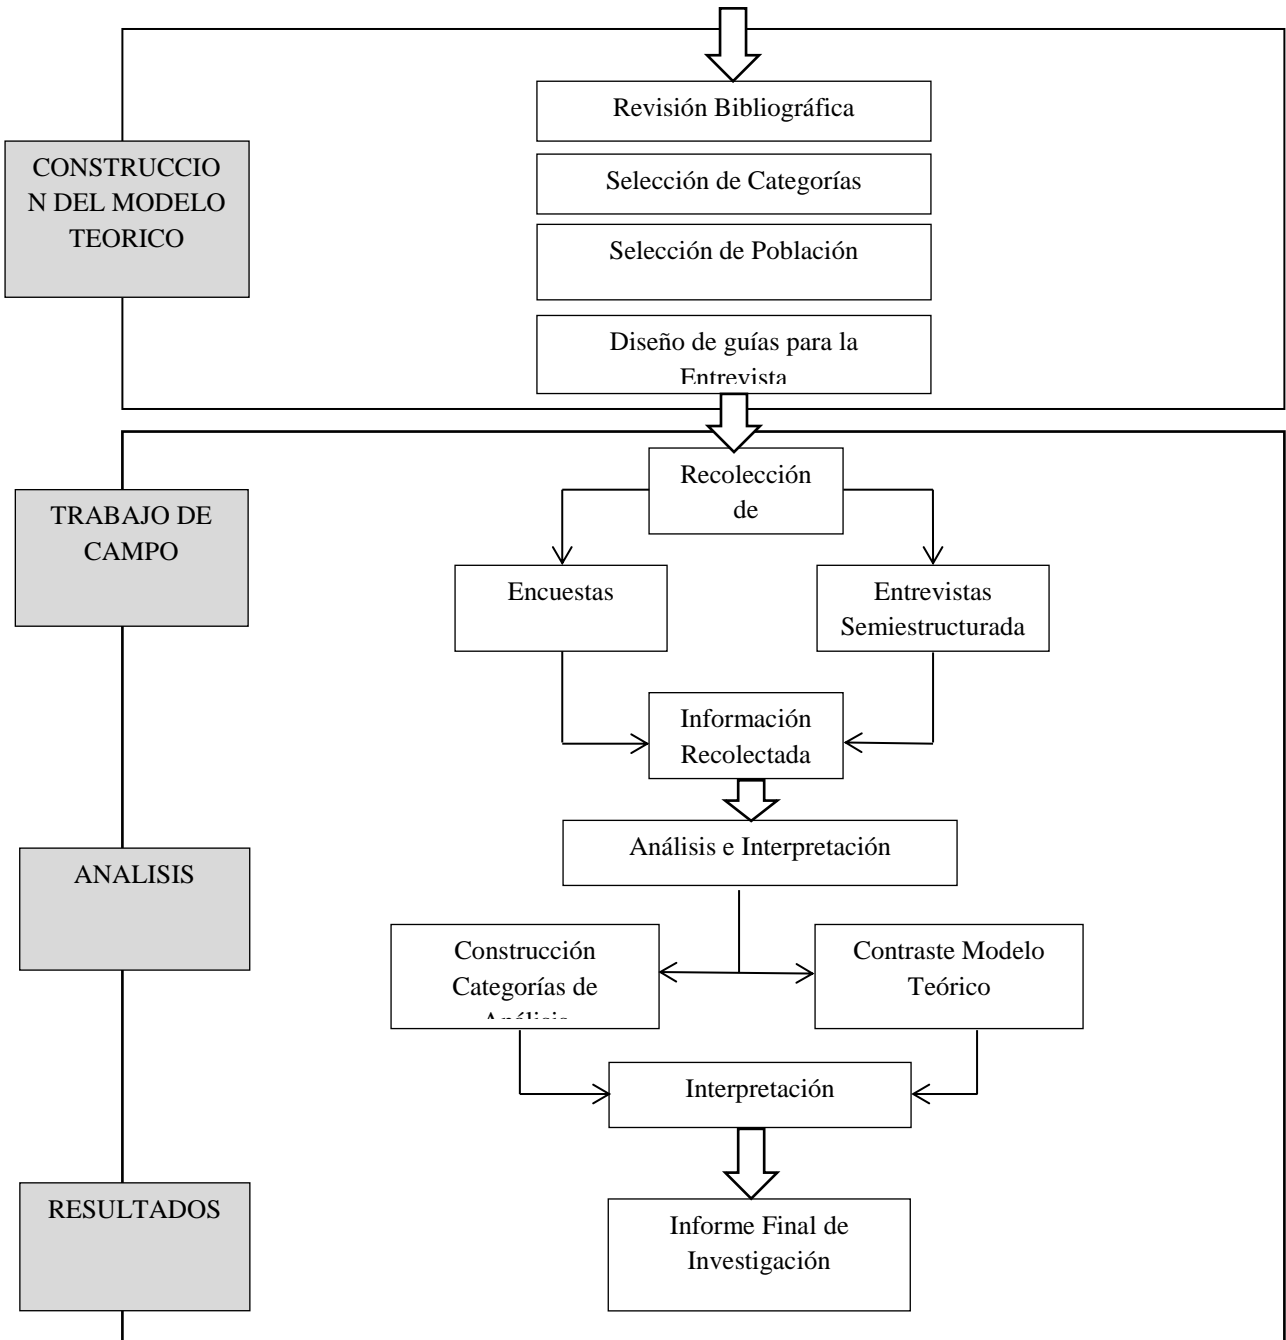 Revisión Bibliográfica
CONSTRUCCIO
N DEL MODELO
TEORICO
Selección de Categorías
Selección de Población
Diseño de guías para la
Entrevista
Recolección
de
TRABAJO DE
CAMPO
Encuestas
Entrevistas
Semiestructurada
Información
Recolectada
Análisis e Interpretación
ANALISIS
Construcción
Categorías de
Análisis
Contraste Modelo
Teórico
Interpretación
RESULTADOS
Informe Final de
Investigación